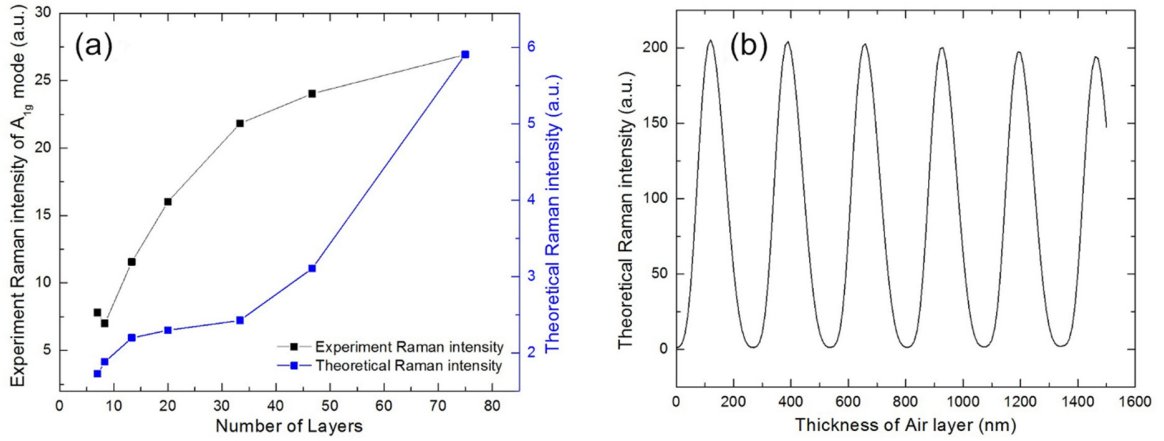 (a)
Experiment Raman intensity of A1g mode (a.u.)
30
25
20
15
10
5
Theoretical Raman intensity (a.u.)
6
5
4
3
2
Experiment Raman intensity
Theoretical Raman intensity
0 10 20 30 40 50 60 70 80
Number of Layers
(b)
Theoretical Raman intensity (a.u.)
200
150
100
50
0
0 200 400 600 800 1000 1200 1400 1600
Thickness of Air layer (nm)